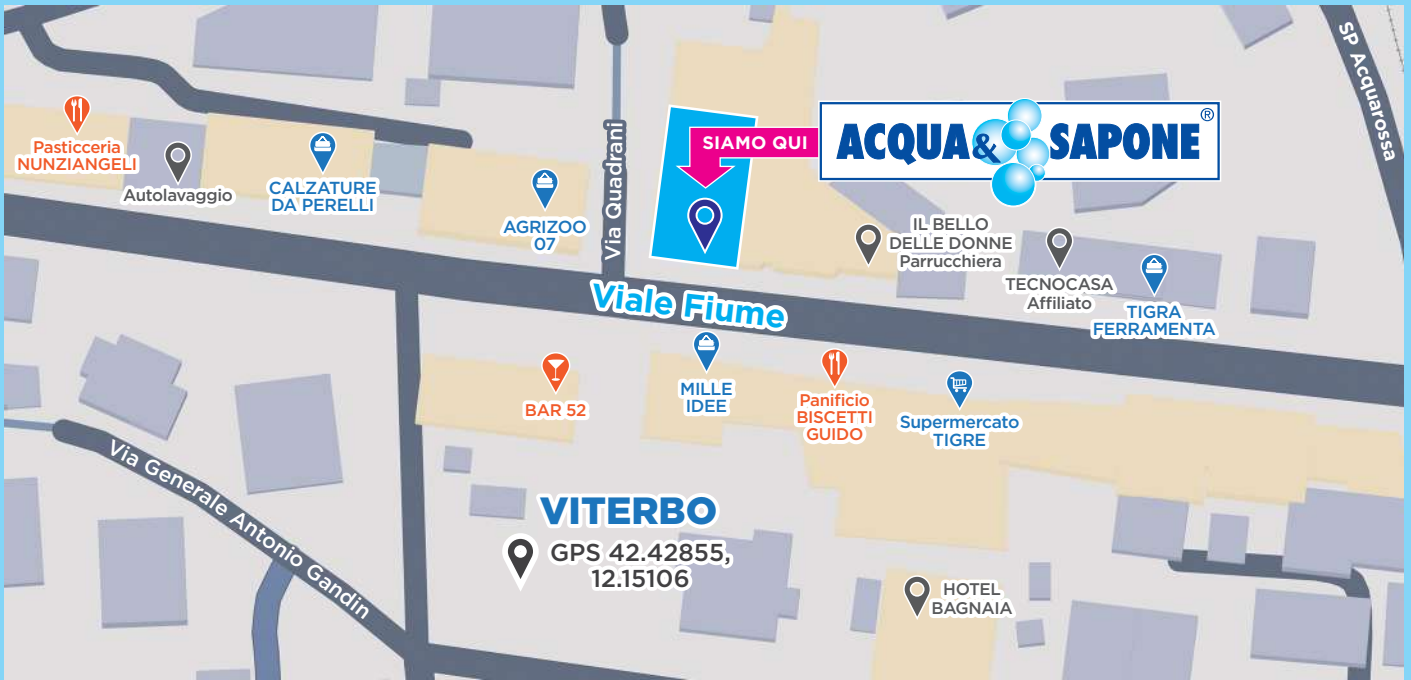 SP Acquarossa
Pasticceria
NUNZIANGELI
Autolavaggio
CALZATURE
DA PERELLI
AGRIZOO
07
Via Quadrani
SIAMO QUI
ACQUA & SAPONE®
IL BELLO
DELLE DONNE
Parrucchiera
TECNOCASA
Affiliato
TIGRA
FERRAMENTA
Viale Fiume
BAR 52
MILLE
IDEE
Panificio
BISCETTI
GUIDO
Supermercato
TIGRE
Via Generale Antonio Gandin
VITERBO
GPS 42.42855,
12.15106
HOTEL
BAGNAIA